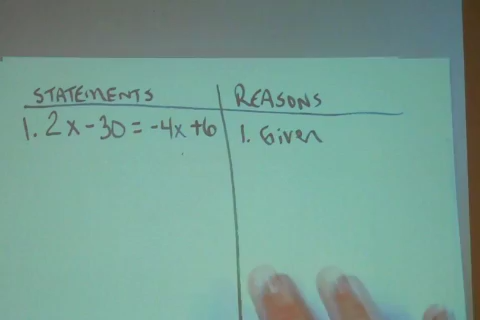 STATEMENTS REASONS
1. 2x-30 = -4x+6 1. Given